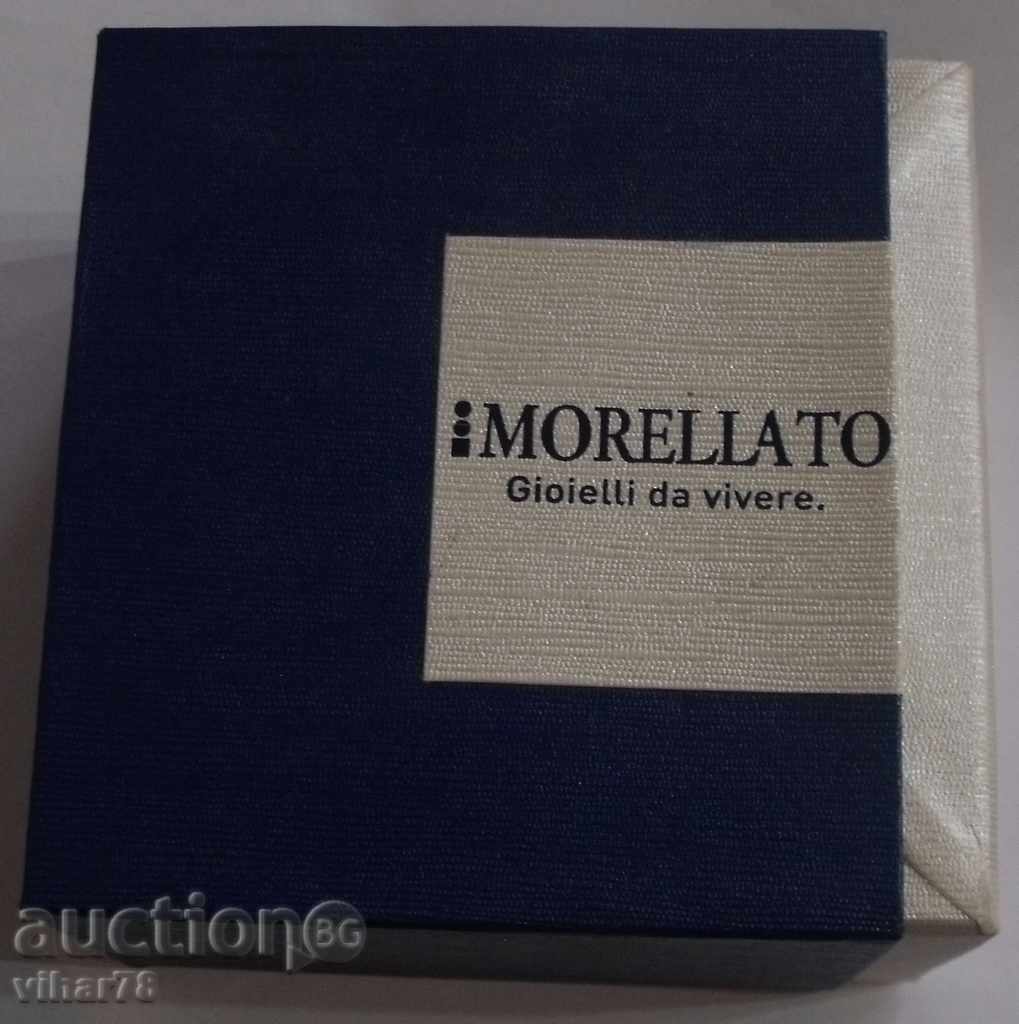 MORELLATO
Gioielli da vivere.
auctionBG
vihar78